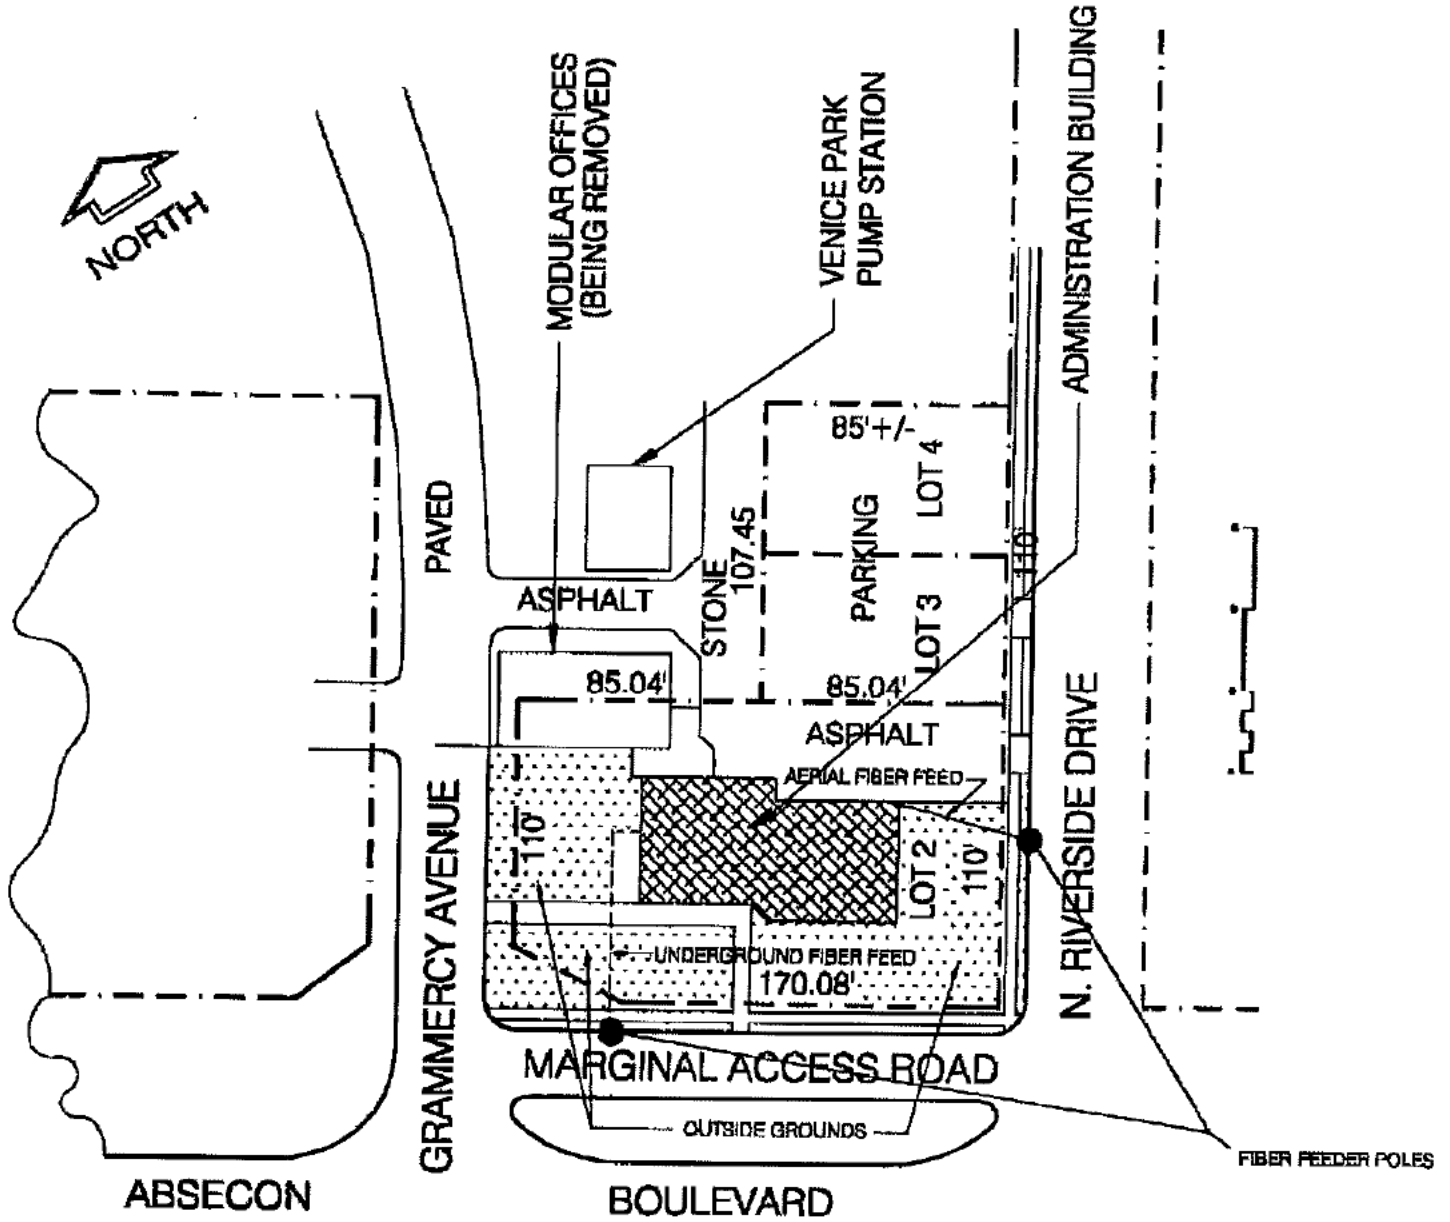 NORTH
MODULAR OFFICES
(BEING REMOVED)
VENICE PARK
PUMP STATION
ADMINISTRATION BUILDING
85'+/-
LOT 4
PARKING
PAVED
107.45
STONE
110
ASPHALT
LOT 3
85.04'
85.04'
ASPHALT
AERIAL FIBER FEED
N. RIVERSIDE DRIVE
GRAMMERCY AVENUE
110'
LOT 2
110'
UNDERGROUND FIBER FEED
170.08'
MARGINAL ACCESS ROAD
OUTSIDE GROUNDS
FIBER FEEDER POLES
ABSECON
BOULEVARD